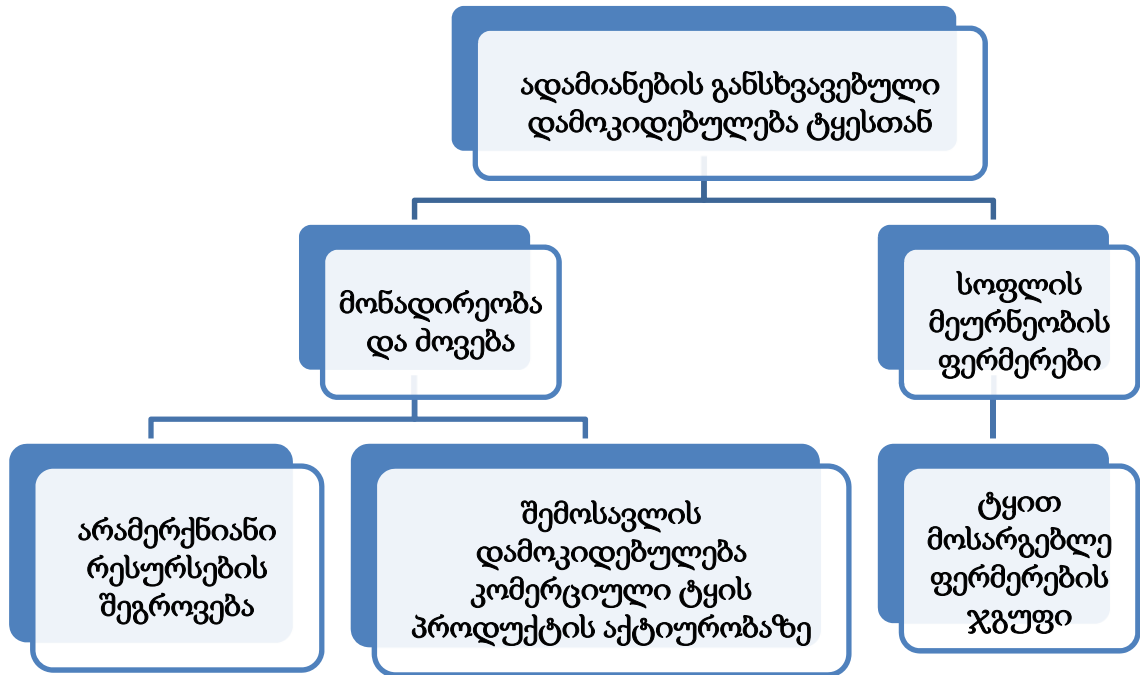 ადამიანების განსხვავებული
დამოკიდებულება ტყესთან
მონადირეობა
და ძოვება
სოფლის
მეურნეობის
ფერმერები
არამერქნიანი
რესურსების
შეგროვება
შემოსავლის
დამოკიდებულება
კომერციული ტყის
პროდუქტის აქტიურობაზე
ტყით
მოსარგებლე
ფერმერების
ჯგუფი